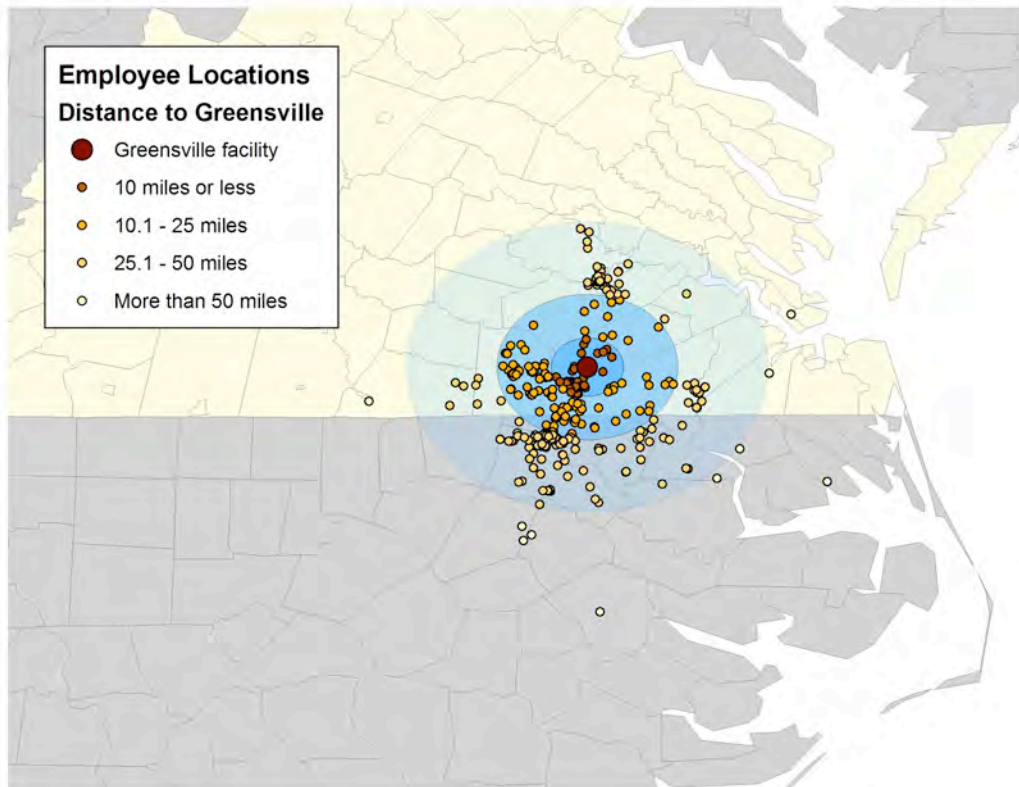 Employee Locations
Distance to Greensville
Greensville facility
10 miles or less
10.1 - 25 miles
25.1 - 50 miles
More than 50 miles